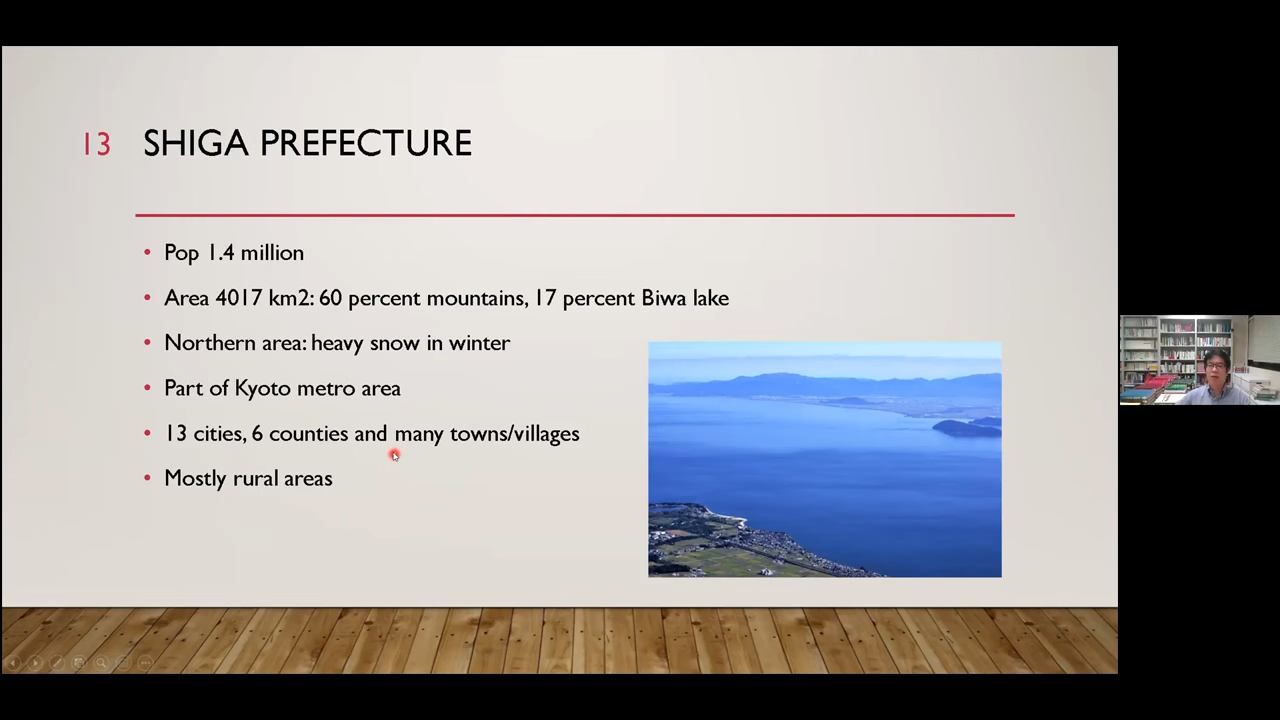 13 SHIGA PREFECTURE
• Pop 1.4 million
• Area 4017 km2: 60 percent mountains, 17 percent Biwa lake
• Northern area: heavy snow in winter
• Part of Kyoto metro area
• 13 cities, 6 counties and many towns/villages
• Mostly rural areas